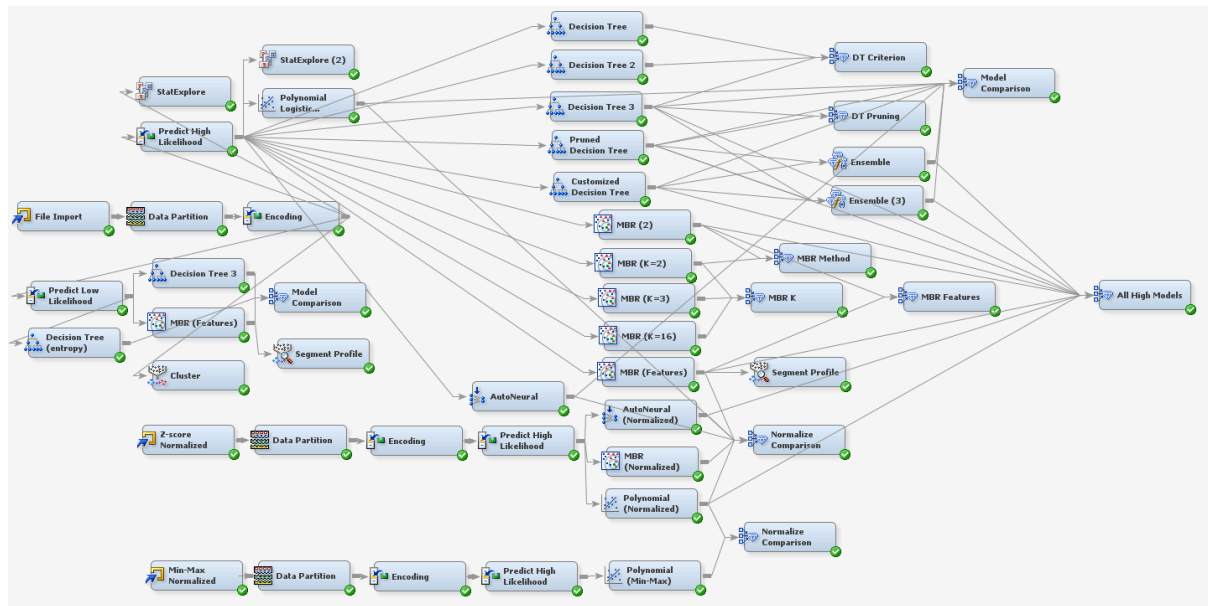 Decision Tree
StatExplore (2)
DT Criterion
Decision Tree 2
StatExplore
Model
Comparison
Polynomial
Logistic...
Decision Tree 3
DT Pruning
Predict High
Likelihood
Pruned
Decision Tree
Ensemble
Customized
Decision Tree
Ensemble (3)
File Import
Data Partition
Encoding
MBR (2)
MBR Method
MBR (K=2)
Decision Tree 3
Predict Low
Likelihood
Model
Comparison
MBR (K=3)
MBR K
MBR Features
All High Models
MBR (Features)
Decision Tree
(entropy)
MBR (K=16)
Segment Profile
Cluster
MBR (Features)
Segment Profile
AutoNeural
AutoNeural
(Normalized)
Z-score
Normalized
Data Partition
Encoding
Predict High
Likelihood
Normalize
Comparison
MBR
(Normalized)
Polynomial
(Normalized)
Normalize
Comparison
Min-Max
Normalized
Data Partition
Encoding
Predict High
Likelihood
Polynomial
(Min-Max)